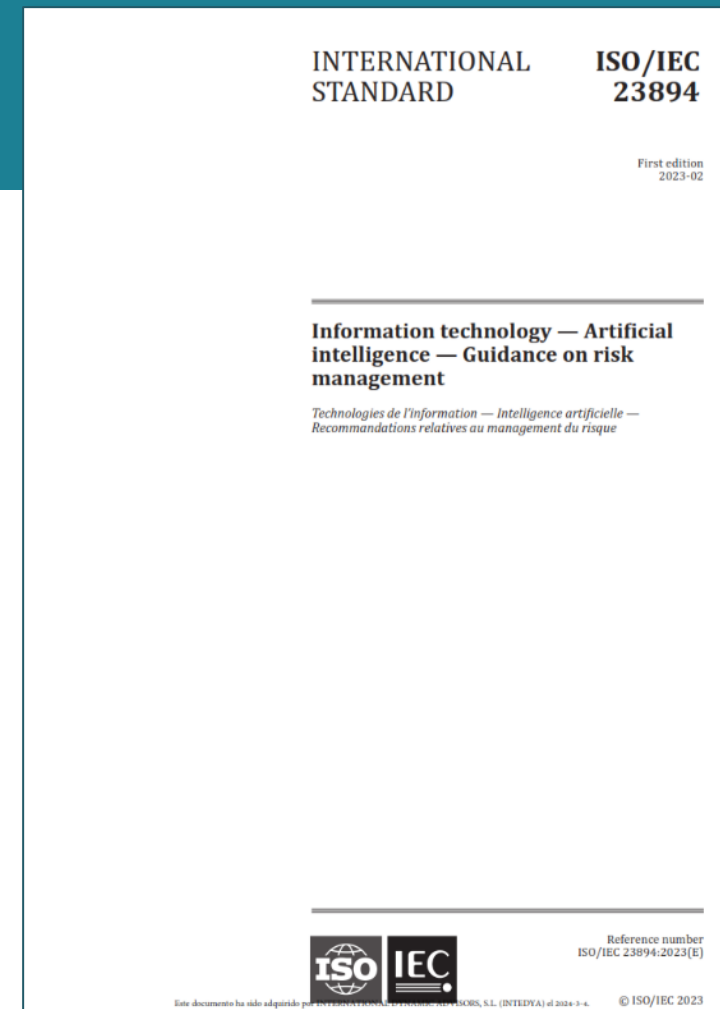 INTERNATIONAL STANDARD
ISO/IEC 23894
First edition
2023-02
Information technology — Artificial
intelligence — Guidance on risk
management
Technologies de l'information — Intelligence artificielle —
Recommandations relatives au management du risque
Reference number
ISO/IEC 23894:2023(E)
ISO IEC
Este documento ha sido adquirido por INTERNATIONAL DYNAMIC ADVISORS, S.L. (INTEDYA) el 2024-3-4.
© ISO/IEC 2023